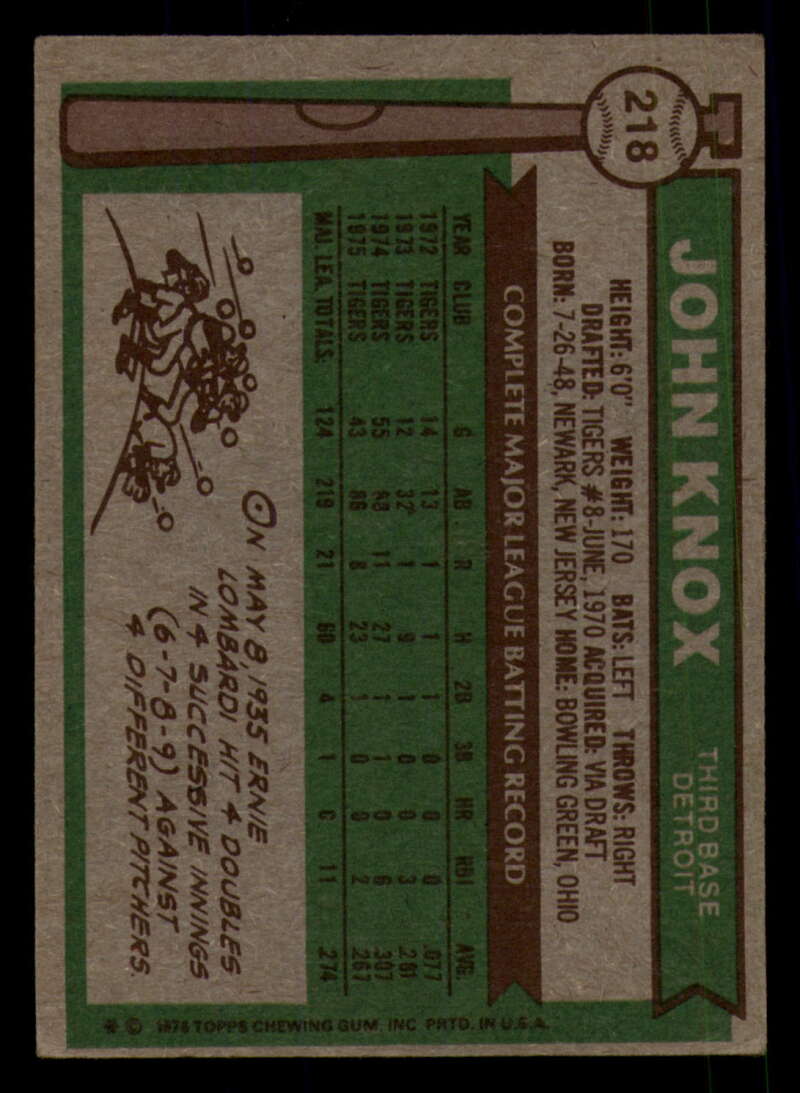 218
JOHN KNOX
THIRD BASE
DETROIT
HEIGHT: 6'0" WEIGHT: 170 BATS: LEFT THROWS: RIGHT
DRAFTED: TIGERS #8-JUNE, 1970 ACQUIRED: VIA DRAFT
BORN: 7-26-48, NEWARK, NEW JERSEY HOME: BOWLING GREEN, OHIO
COMPLETE MAJOR LEAGUE BATTING RECORD
YEAR CLUB G AB R H 2B 3B HR RBI AVG.
1972 TIGERS 14 13 1 1 1 0 0 0 .077
1973 TIGERS 12 32 1 9 1 0 0 3 .281
1974 TIGERS 55 88 11 27 1 1 0 6 .307
1975 TIGERS 43 86 8 23 1 0 0 2 .267
MAJ. LEA. TOTALS: 124 219 21 60 4 1 0 11 .274
ON MAY 8, 1935 ERNIE
LOMBARDI HIT 4 DOUBLES
IN 4 SUCCESSIVE INNINGS
(6-7-8-9) AGAINST
4 DIFFERENT PITCHERS.
* © 1976 TOPPS CHEWING GUM, INC. PRTD. IN U.S.A.